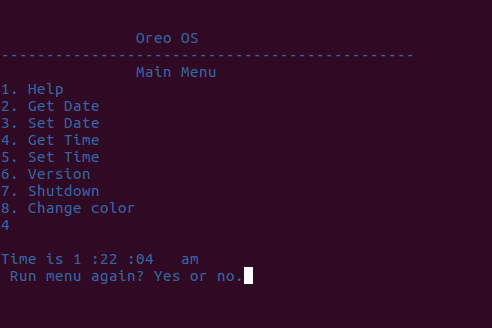 Oreo OS
----------------------------------------------
Main Menu
1. Help
2. Get Date
3. Set Date
4. Get Time
5. Set Time
6. Version
7. Shutdown
8. Change color
4
Time is 1 :22 :04   am
Run menu again? Yes or no.